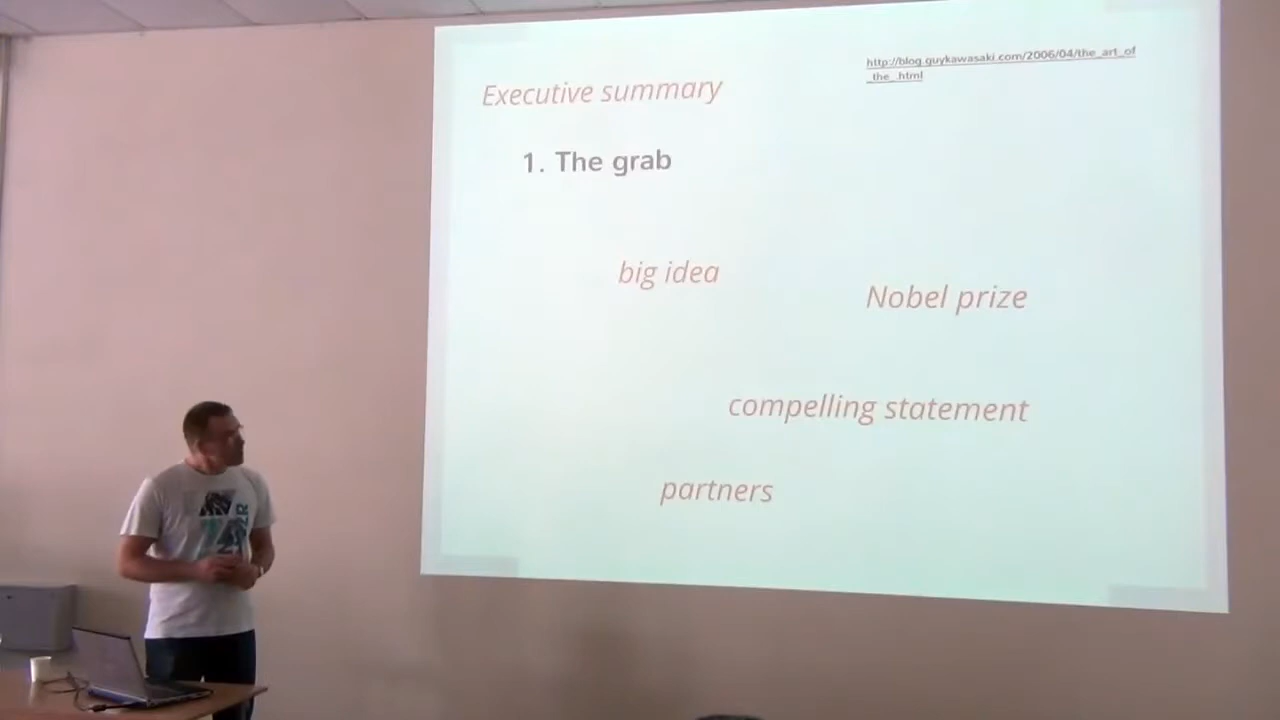 Executive summary
http://blog.guykawasaki.com/2006/04/the_art_of
_the_.html
1. The grab
big idea
Nobel prize
compelling statement
partners